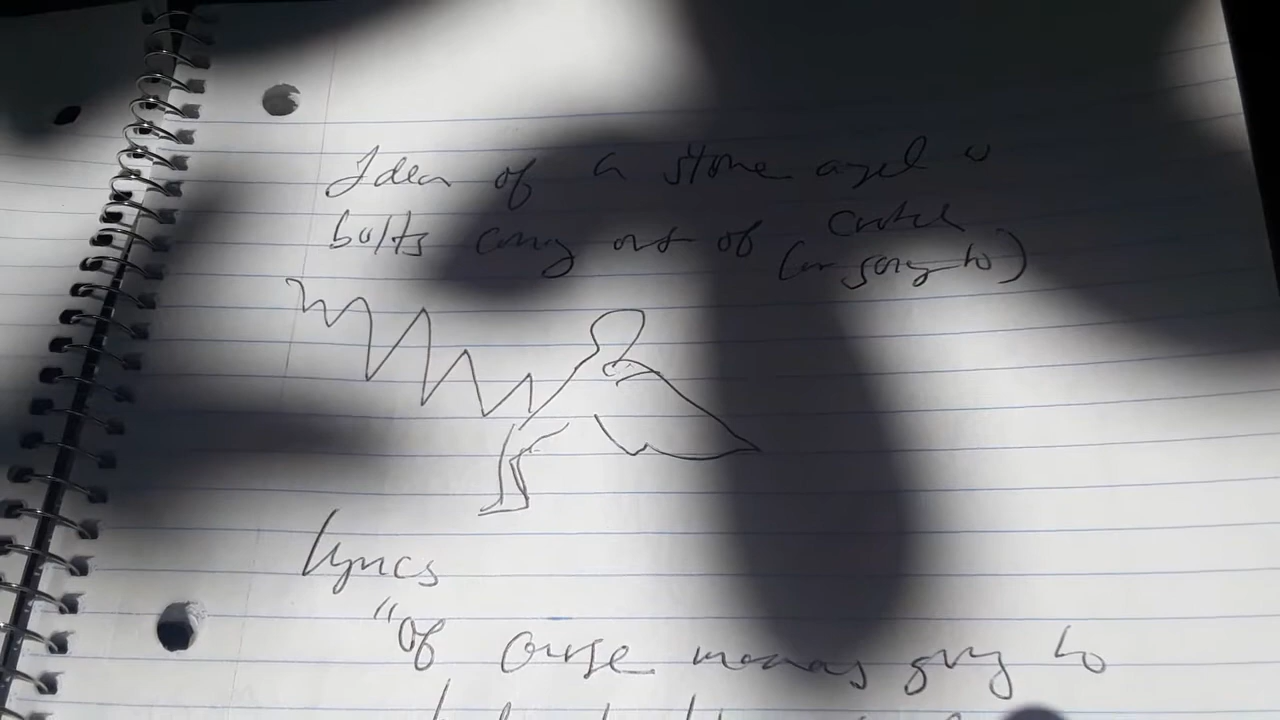 Idea of a stone angel w
bolts coming out of crotch
(or going to)
Lyrics
"Of course mamas going to